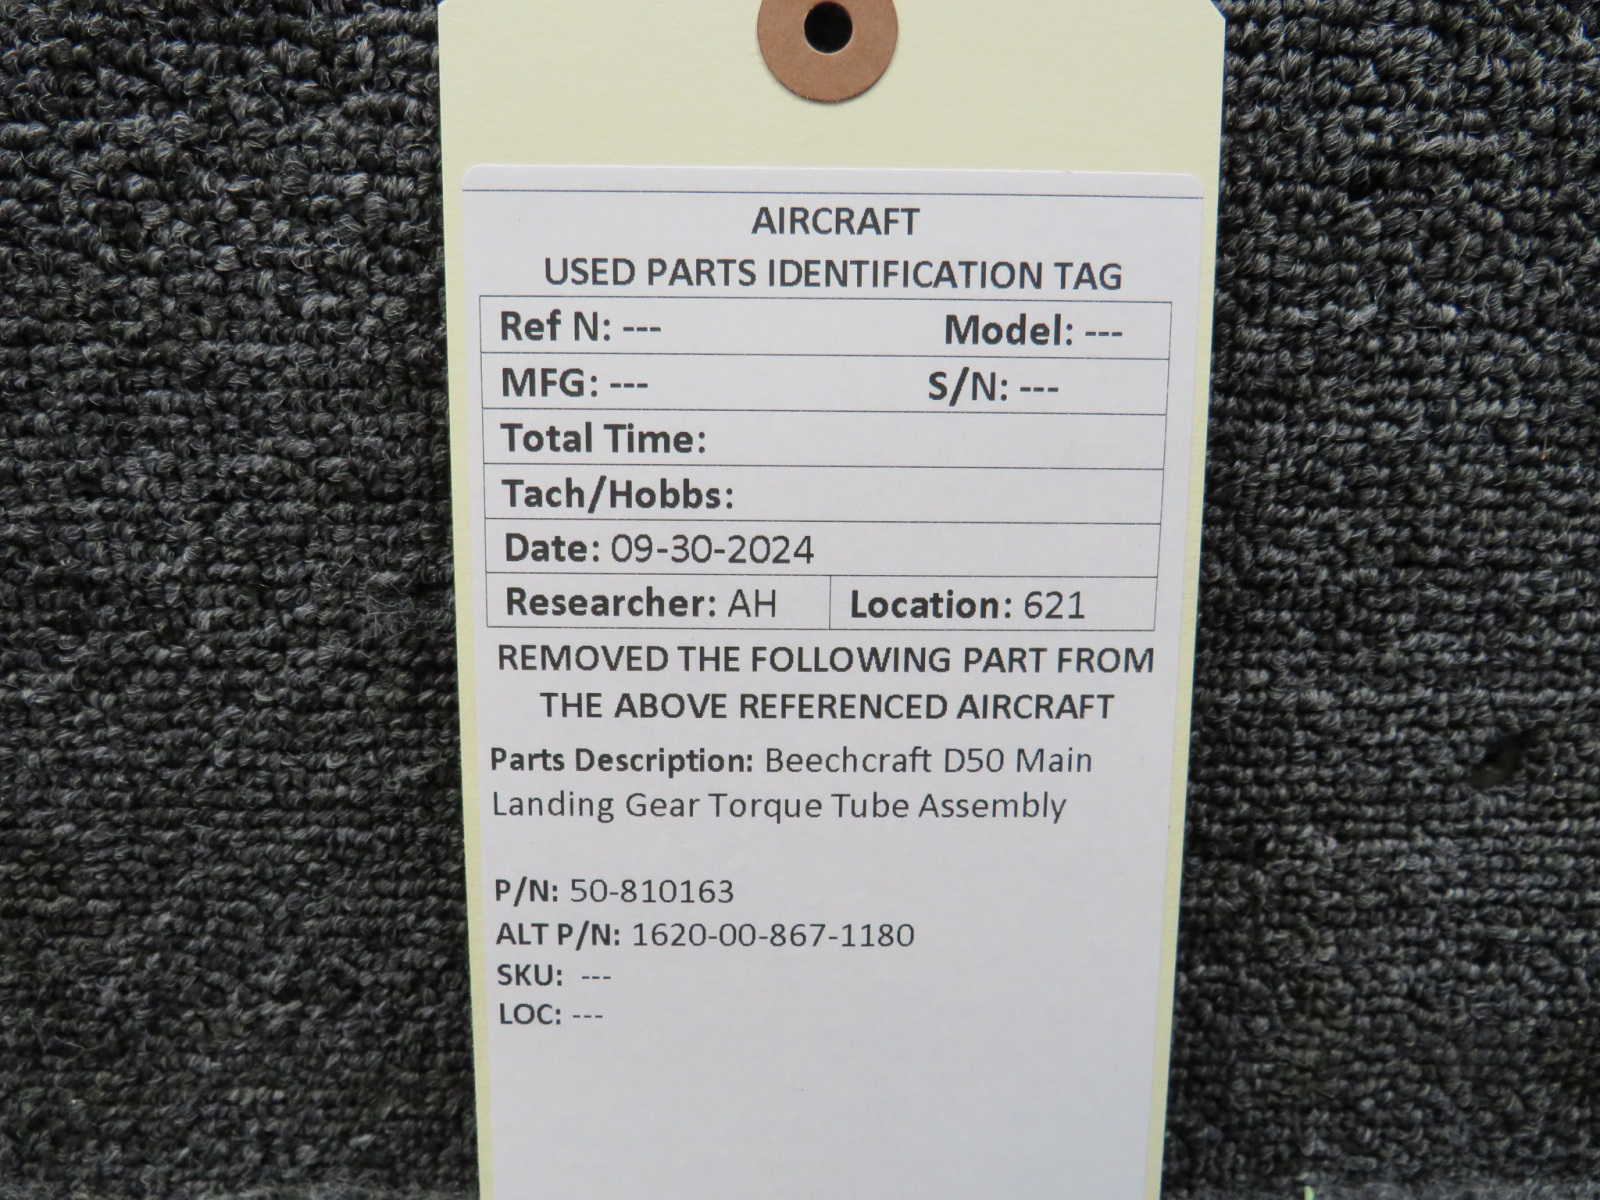 AIRCRAFT
USED PARTS IDENTIFICATION TAG
Ref N: --- Model: ---
MFG: --- S/N: ---
Total Time:
Tach/Hobbs:
Date: 09-30-2024
Researcher: AH Location: 621
REMOVED THE FOLLOWING PART FROM
THE ABOVE REFERENCED AIRCRAFT
Parts Description: Beechcraft D50 Main
Landing Gear Torque Tube Assembly
P/N: 50-810163
ALT P/N: 1620-00-867-1180
SKU: ---
LOC: ---